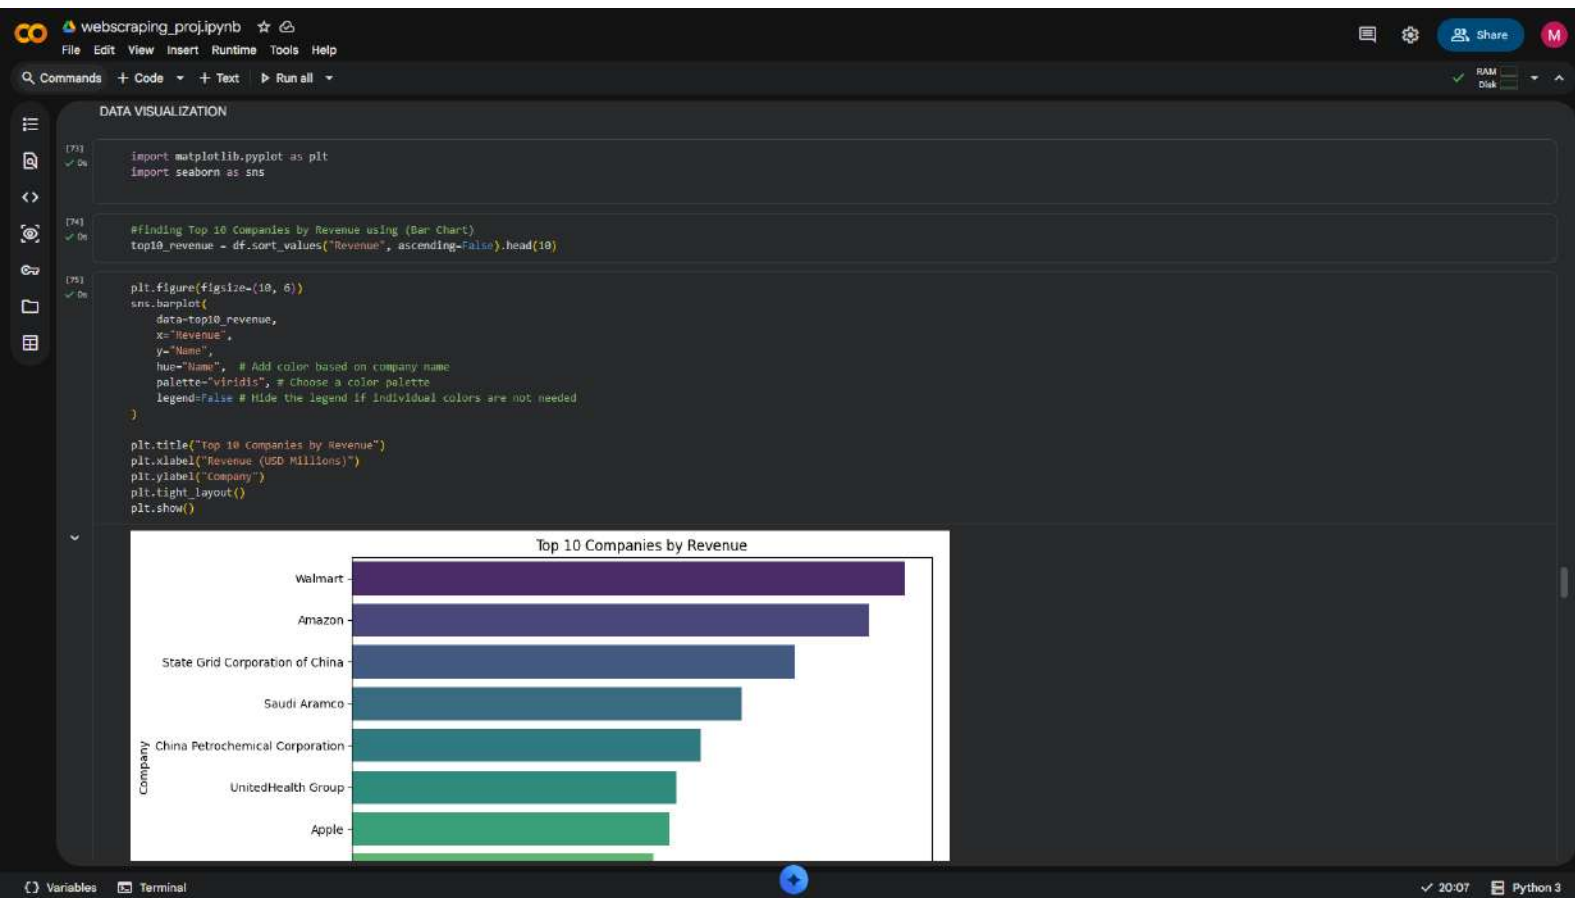 webscraping_proj.ipynb
File Edit View Insert Runtime Tools Help
Share
M
Commands + Code + Text Run all
RAM
Disk
DATA VISUALIZATION
[73]
0s
import matplotlib.pyplot as plt
import seaborn as sns
[74]
0s
#finding Top 10 Companies by Revenue using (Bar Chart)
top10_revenue = df.sort_values("Revenue", ascending=False).head(10)
[75]
0s
plt.figure(figsize=(10, 6))
sns.barplot(
data=top10_revenue,
x="Revenue",
y="Name",
hue="Name", # Add color based on company name
palette="viridis", # Choose a color palette
legend=False # Hide the legend if individual colors are not needed
)
plt.title("Top 10 Companies by Revenue")
plt.xlabel("Revenue (USD Millions)")
plt.ylabel("Company")
plt.tight_layout()
plt.show()
Top 10 Companies by Revenue
Walmart
Amazon
State Grid Corporation of China
Saudi Aramco
China Petrochemical Corporation
UnitedHealth Group
Apple
Company
Variables Terminal
20:07 Python 3